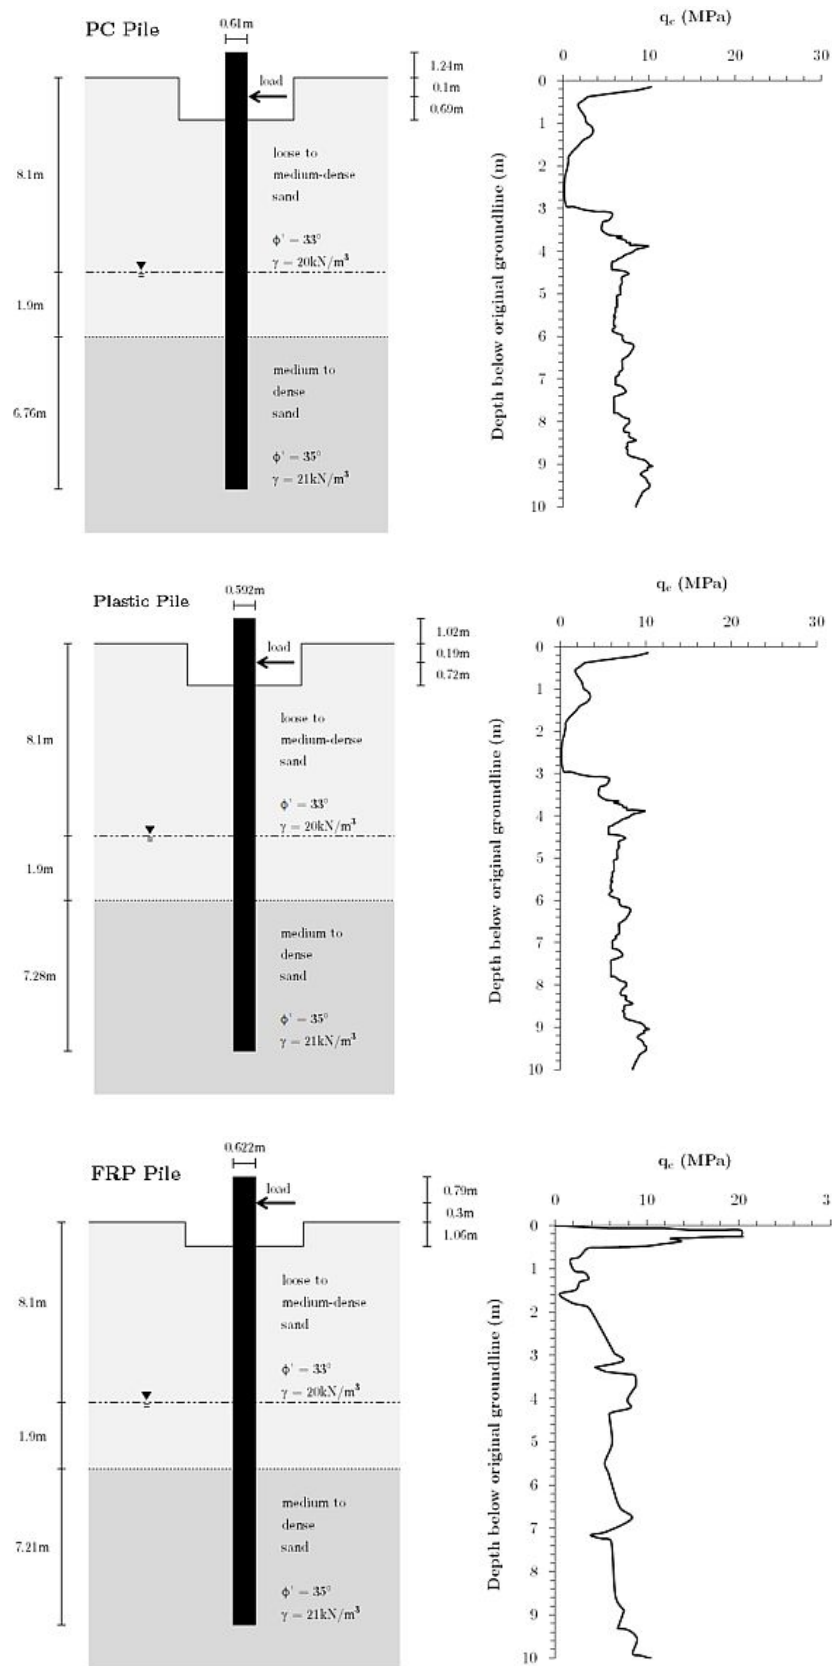 PC Pile
0.61m
load
1.24m
0.1m
0.69m
8.1m
loose to
medium-dense
sand
ϕ' = 33°
γ = 20kN/m³
1.9m
medium to
dense
sand
6.76m
ϕ' = 35°
γ = 21kN/m³
q_c (MPa)
0 10 20 30
Depth below original groundline (m)
0
1
2
3
4
5
6
7
8
9
10
Plastic Pile
0.592m
load
1.02m
0.19m
0.72m
8.1m
loose to
medium-dense
sand
ϕ' = 33°
γ = 20kN/m³
1.9m
medium to
dense
sand
7.28m
ϕ' = 35°
γ = 21kN/m³
q_c (MPa)
0 10 20 30
Depth below original groundline (m)
0
1
2
3
4
5
6
7
8
9
10
FRP Pile
0.622m
load
0.79m
0.3m
1.06m
8.1m
loose to
medium-dense
sand
ϕ' = 33°
γ = 20kN/m³
1.9m
medium to
dense
sand
7.21m
ϕ' = 35°
γ = 21kN/m³
q_c (MPa)
0 10 20 3
Depth below original groundline (m)
0
1
2
3
4
5
6
7
8
9
10